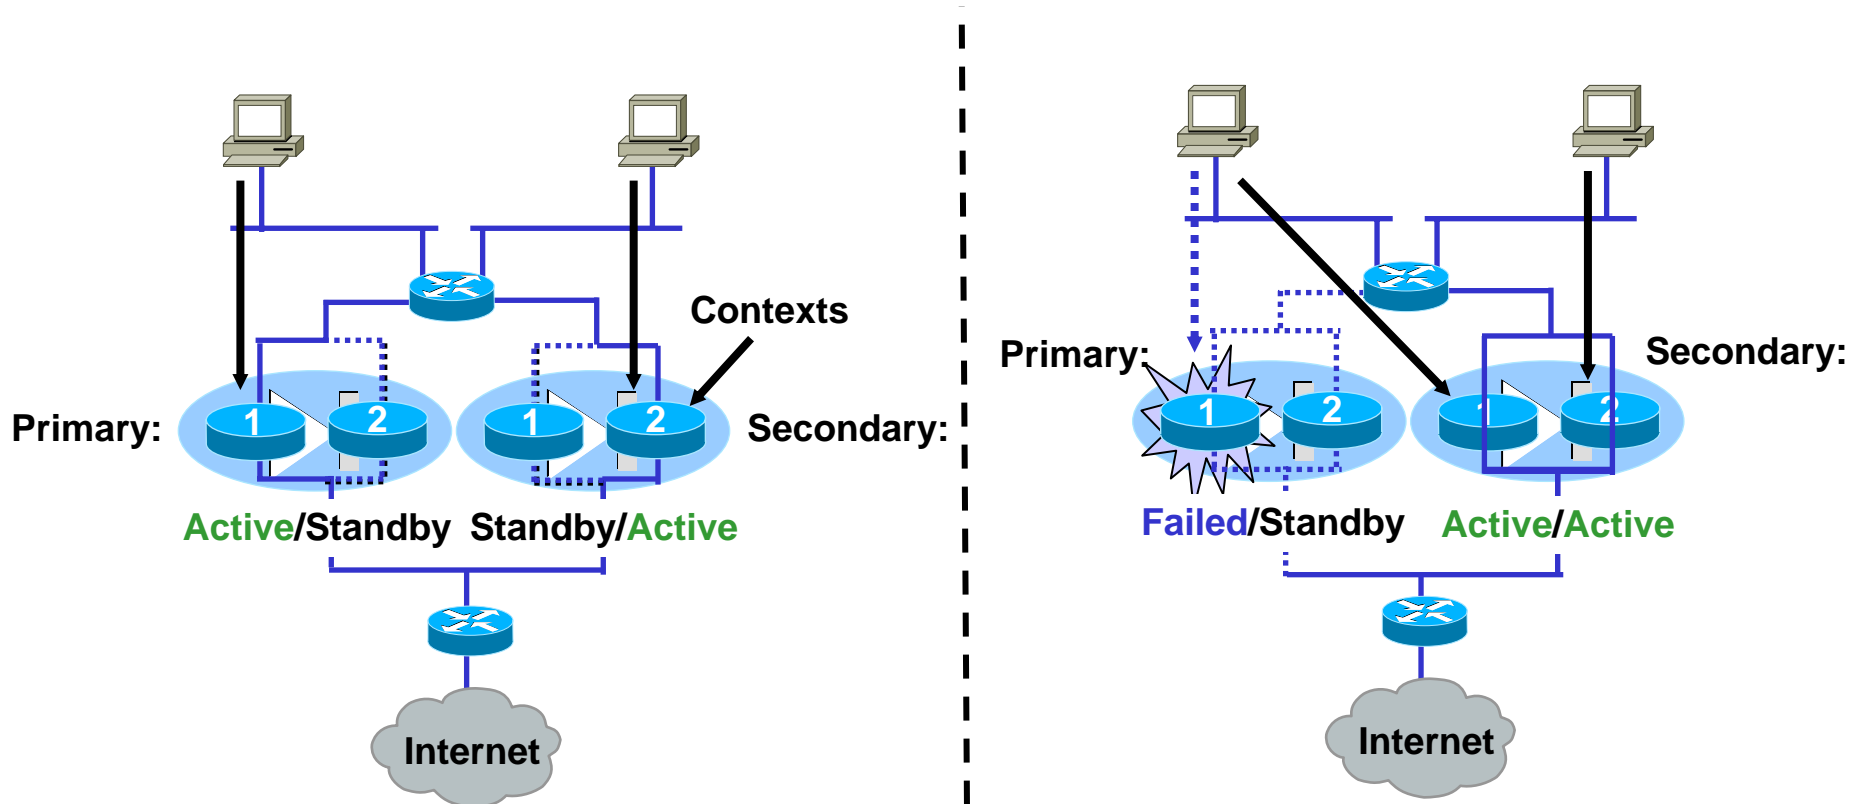 Contexts
Primary:
1
2
1
2
Secondary:
Active/Standby
Standby/Active
Internet
Primary:
1
2
1
2
Secondary:
Failed/Standby
Active/Active
Internet